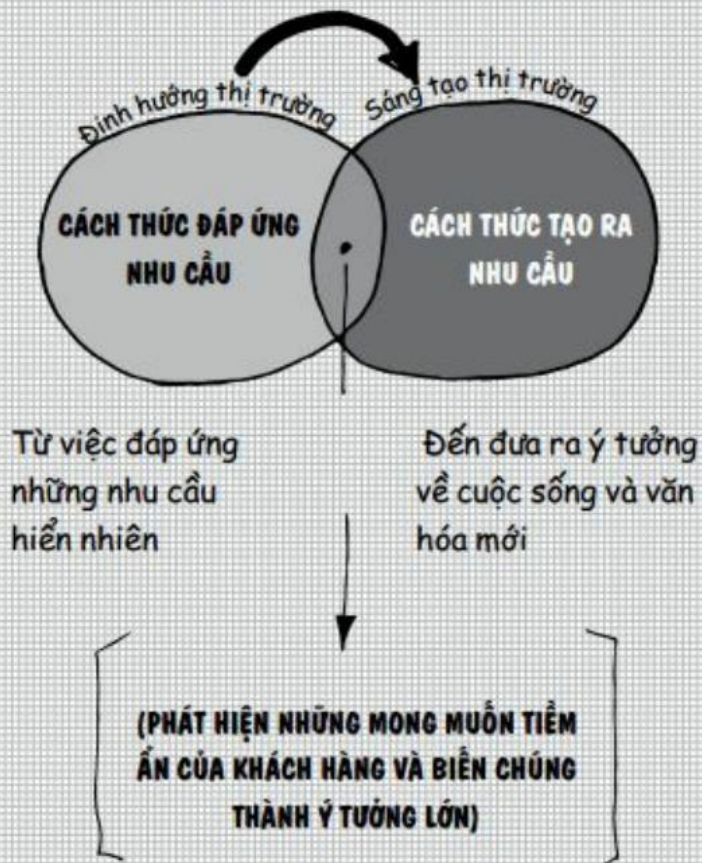 Định hướng thị trường
Sáng tạo thị trường
CÁCH THỨC ĐÁP ỨNG
NHU CẦU
CÁCH THỨC TẠO RA
NHU CẦU
Từ việc đáp ứng
những nhu cầu
hiển nhiên
Đến đưa ra ý tưởng
về cuộc sống và văn
hóa mới
(PHÁT HIỆN NHỮNG MONG MUỐN TIỀM
ẨN CỦA KHÁCH HÀNG VÀ BIẾN CHÚNG
THÀNH Ý TƯỞNG LỚN)